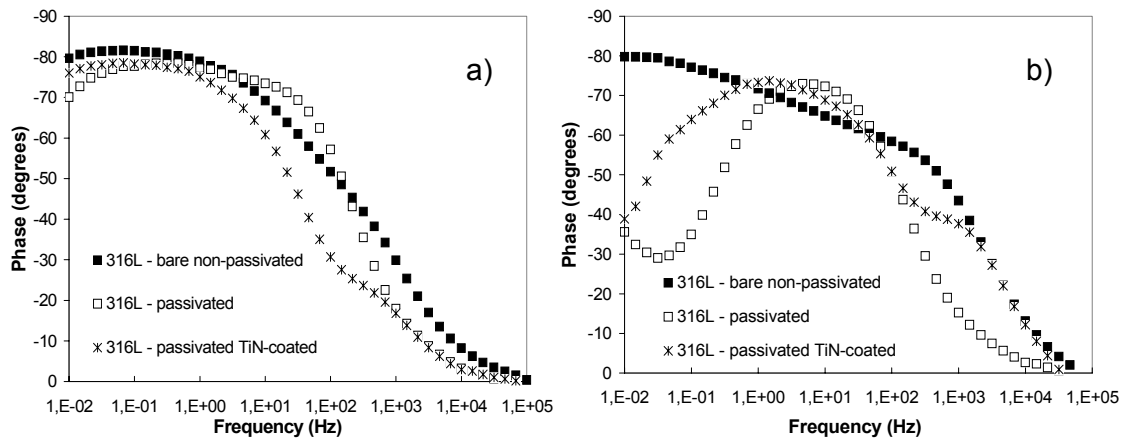 a)
-90
-80
-70
-60
-50
-40
-30
-20
-10
0
Phase (degrees)
316L - bare non-passivated
316L - passivated
316L - passivated TiN-coated
1,E-02 1,E-01 1,E+00 1,E+01 1,E+02 1,E+03 1,E+04 1,E+05
Frequency (Hz)
b)
-90
-80
-70
-60
-50
-40
-30
-20
-10
0
Phase (degrees)
316L - bare non-passivated
316L - passivated
316L - passivated TiN-coated
1,E-02 1,E-01 1,E+00 1,E+01 1,E+02 1,E+03 1,E+04 1,E+05
Frequency (Hz)